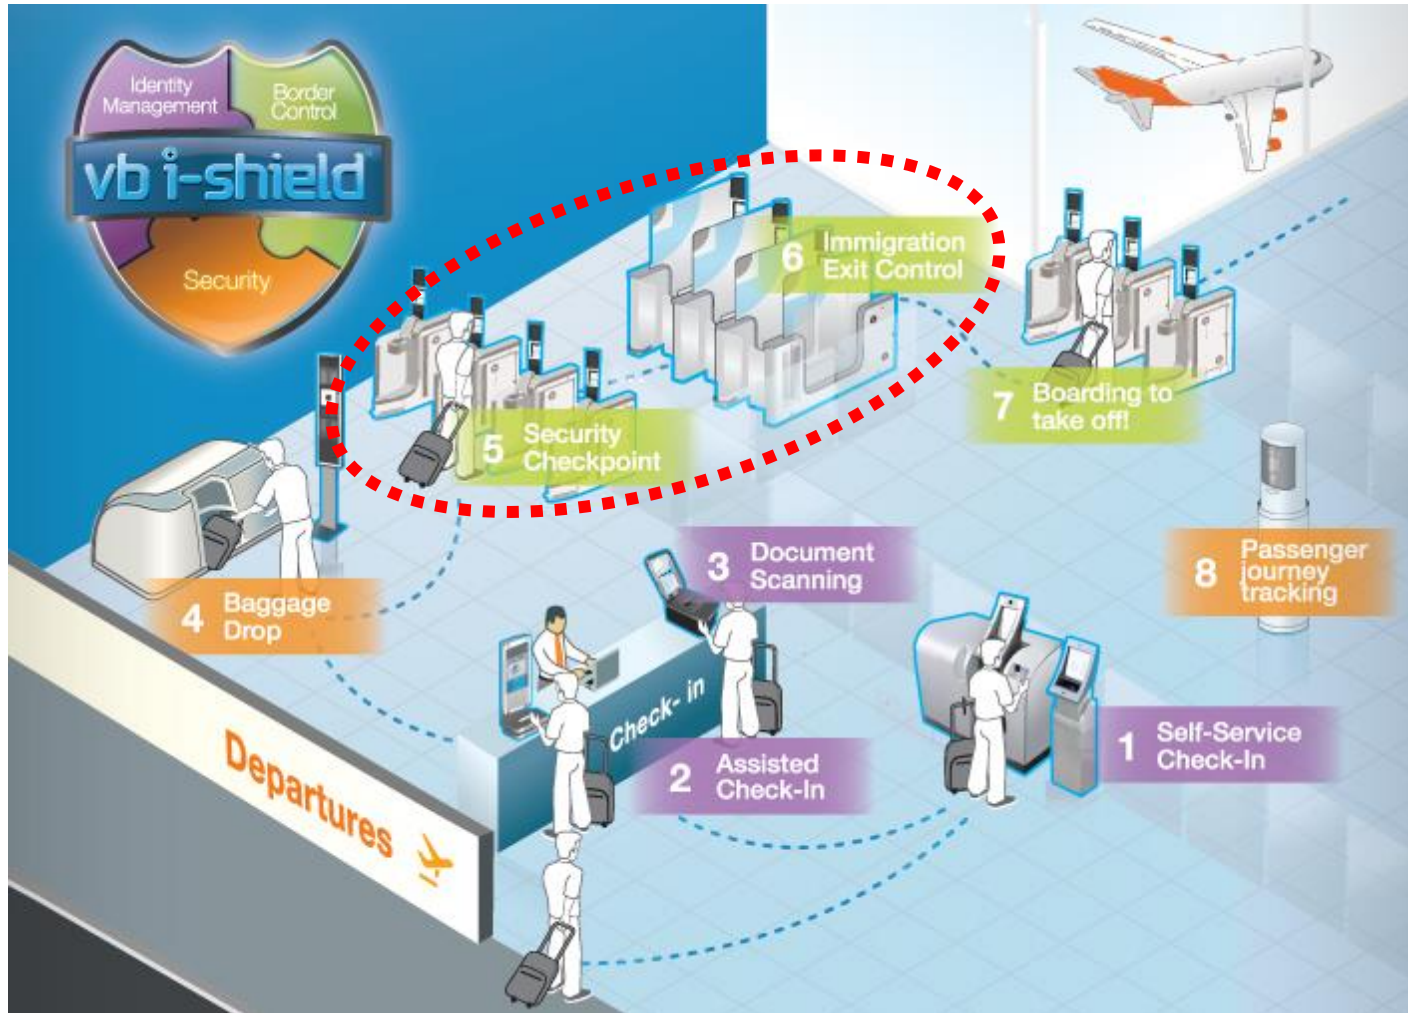 Identity
Management
Border
Control
vb i-shield
Security
6 Immigration
Exit Control
5 Security
Checkpoint
7 Boarding to
take off!
3 Document
Scanning
8 Passenger
journey
tracking
4 Baggage
Drop
Check- in
1 Self-Service
Check-In
2 Assisted
Check-In
Departures